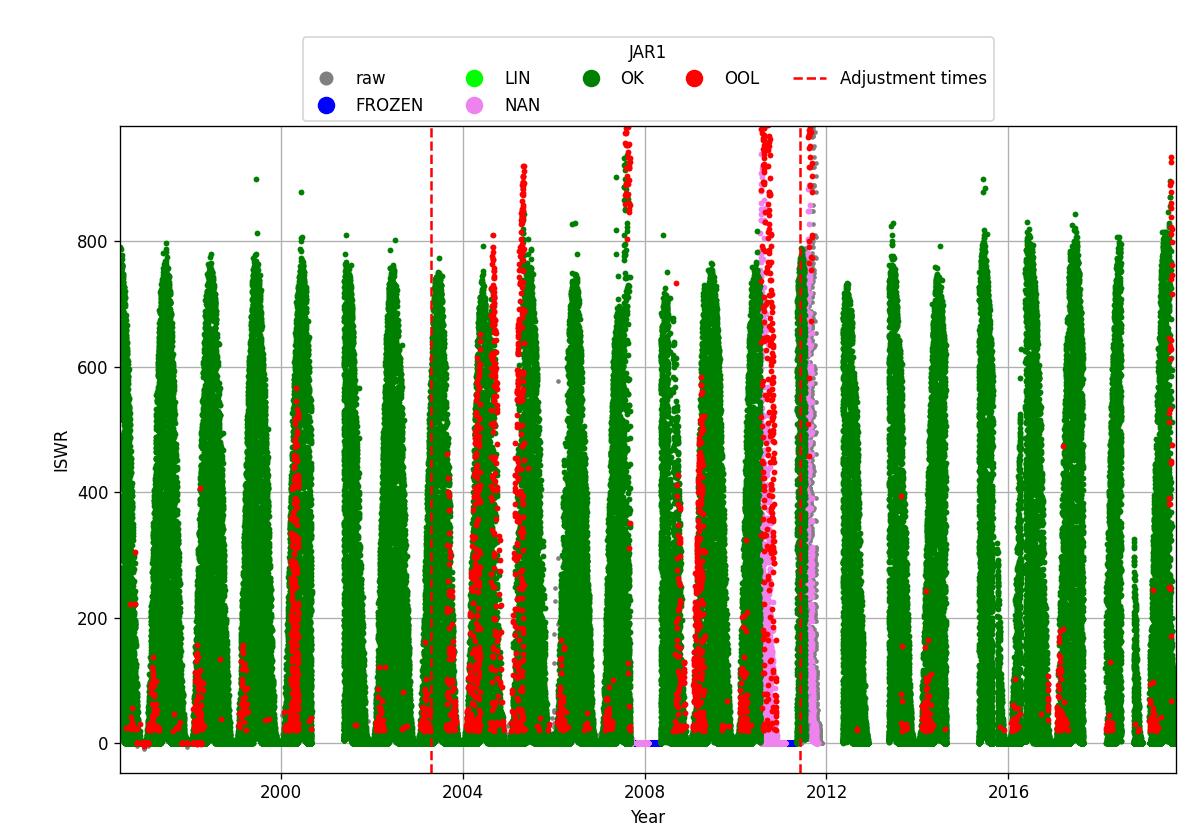 JAR1
raw LIN OK OOL Adjustment times
FROZEN NAN
800
600
400
200
0
ISWR
2000 2004 2008 2012 2016
Year